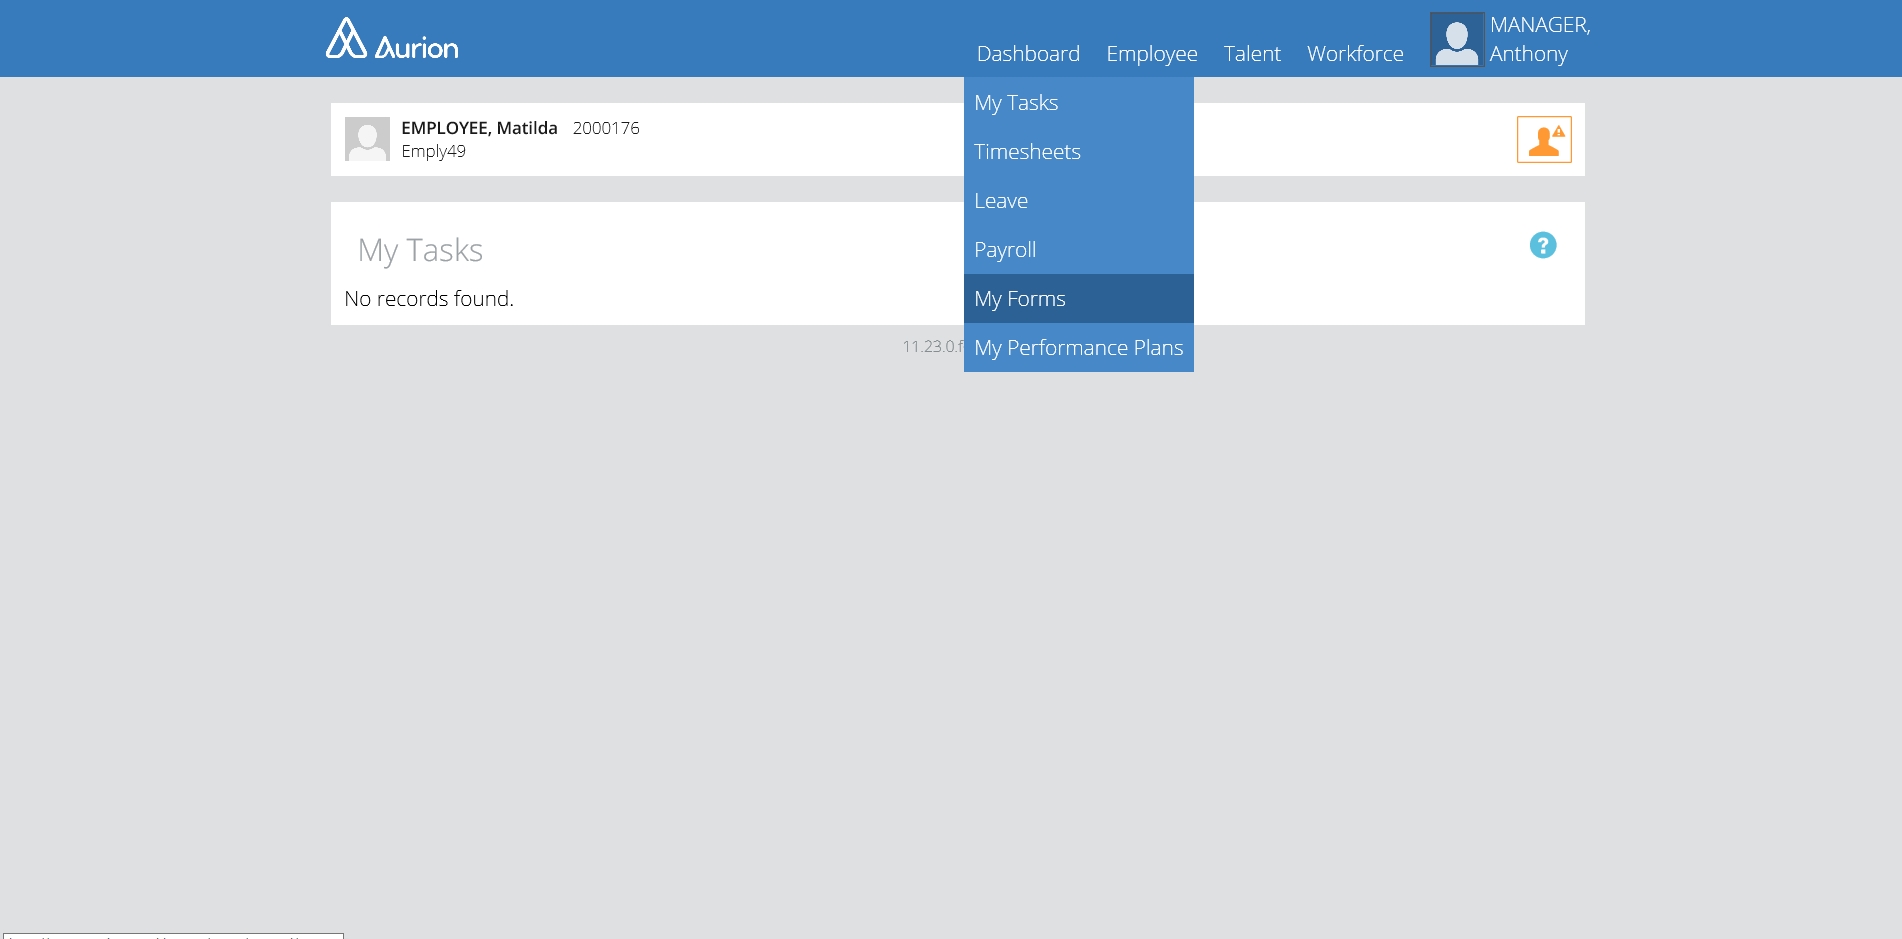 Aurion
Dashboard Employee Talent Workforce
MANAGER,
Anthony
My Tasks
Timesheets
Leave
Payroll
My Forms
My Performance Plans
EMPLOYEE, Matilda 2000176
Emply49
My Tasks
?
No records found.
11.23.0.f